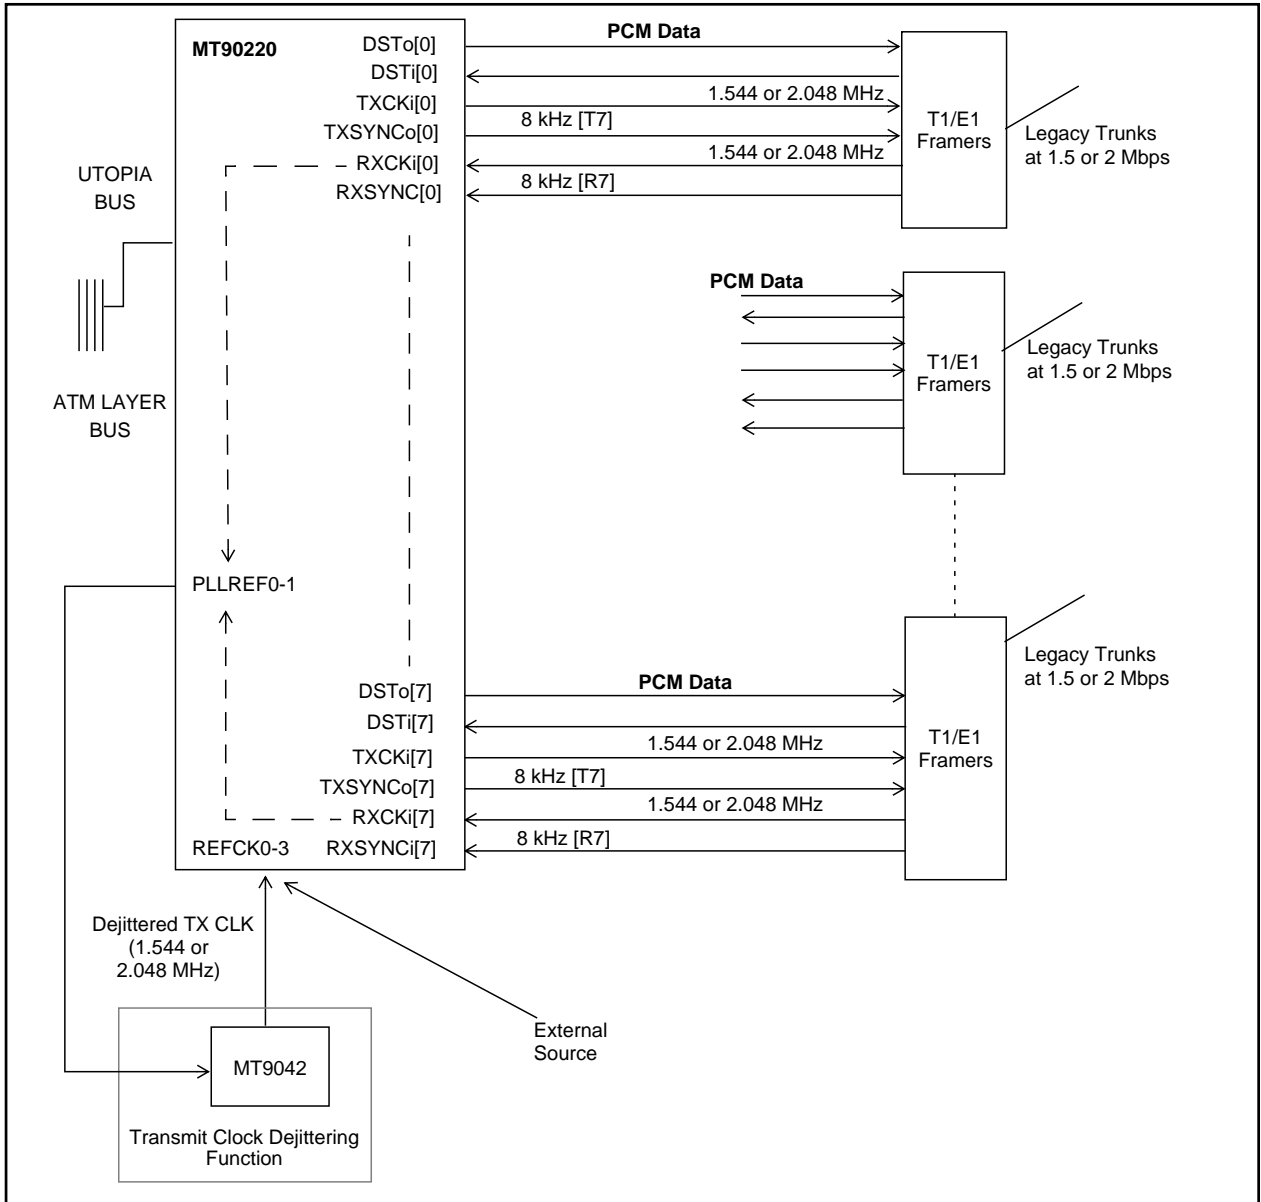 MT90220
DSTo[0]
DSTi[0]
TXCKi[0]
TXSYNCo[0]
RXCKi[0]
RXSYNC[0]
PCM Data
1.544 or 2.048 MHz
8 kHz [T7]
1.544 or 2.048 MHz
8 kHz [R7]
T1/E1
Framers
Legacy Trunks
at 1.5 or 2 Mbps
UTOPIA
BUS
ATM LAYER
BUS
PCM Data
T1/E1
Framers
Legacy Trunks
at 1.5 or 2 Mbps
PLLREF0-1
DSTo[7]
DSTi[7]
TXCKi[7]
TXSYNCo[7]
RXCKi[7]
REFCK0-3
RXSYNCi[7]
PCM Data
1.544 or 2.048 MHz
8 kHz [T7]
1.544 or 2.048 MHz
8 kHz [R7]
T1/E1
Framers
Legacy Trunks
at 1.5 or 2 Mbps
Dejittered TX CLK
(1.544 or
2.048 MHz)
External
Source
MT9042
Transmit Clock Dejittering
Function